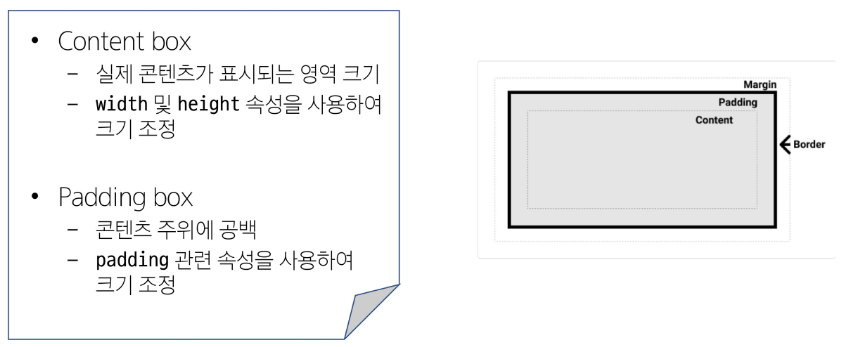 • Content box
– 실제 콘텐츠가 표시되는 영역 크기
– width 및 height 속성을 사용하여
크기 조정
• Padding box
– 콘텐츠 주위에 공백
– padding 관련 속성을 사용하여
크기 조정
Margin
Padding
Content
Border